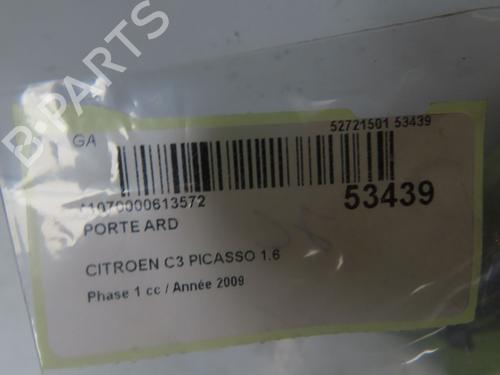 B-PARTS
GA
52721501 53439
11070000613572
53439
PORTE ARD
CITROEN C3 PICASSO 1.6
Phase 1 cc / Année 2009